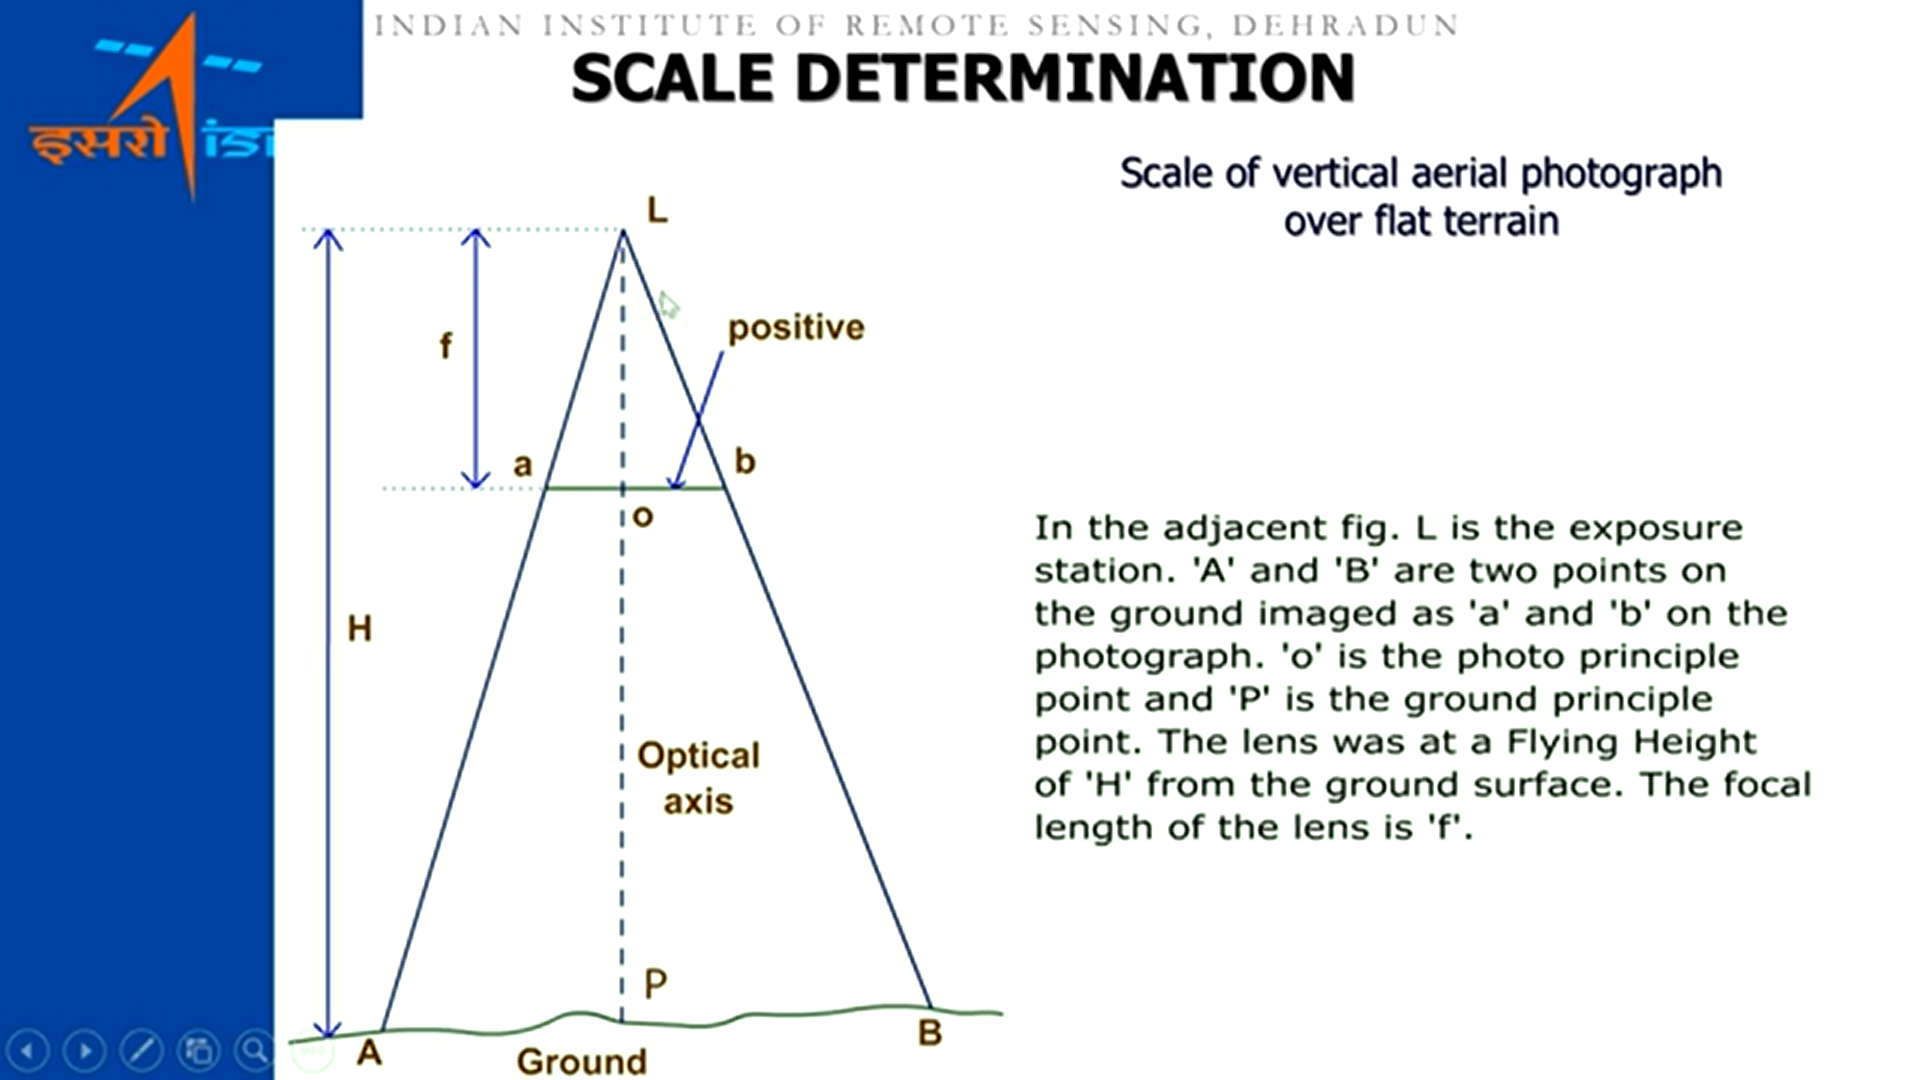 INDIAN INSTITUTE OF REMOTE SENSING, DEHRADUN
SCALE DETERMINATION
इसरो
Scale of vertical aerial photograph
over flat terrain
L
positive
f
a
b
o
H
In the adjacent fig. L is the exposure
station. 'A' and 'B' are two points on
the ground imaged as 'a' and 'b' on the
photograph. 'o' is the photo principle
point and 'P' is the ground principle
point. The lens was at a Flying Height
of 'H' from the ground surface. The focal
length of the lens is 'f'.
Optical
axis
P
A
B
Ground